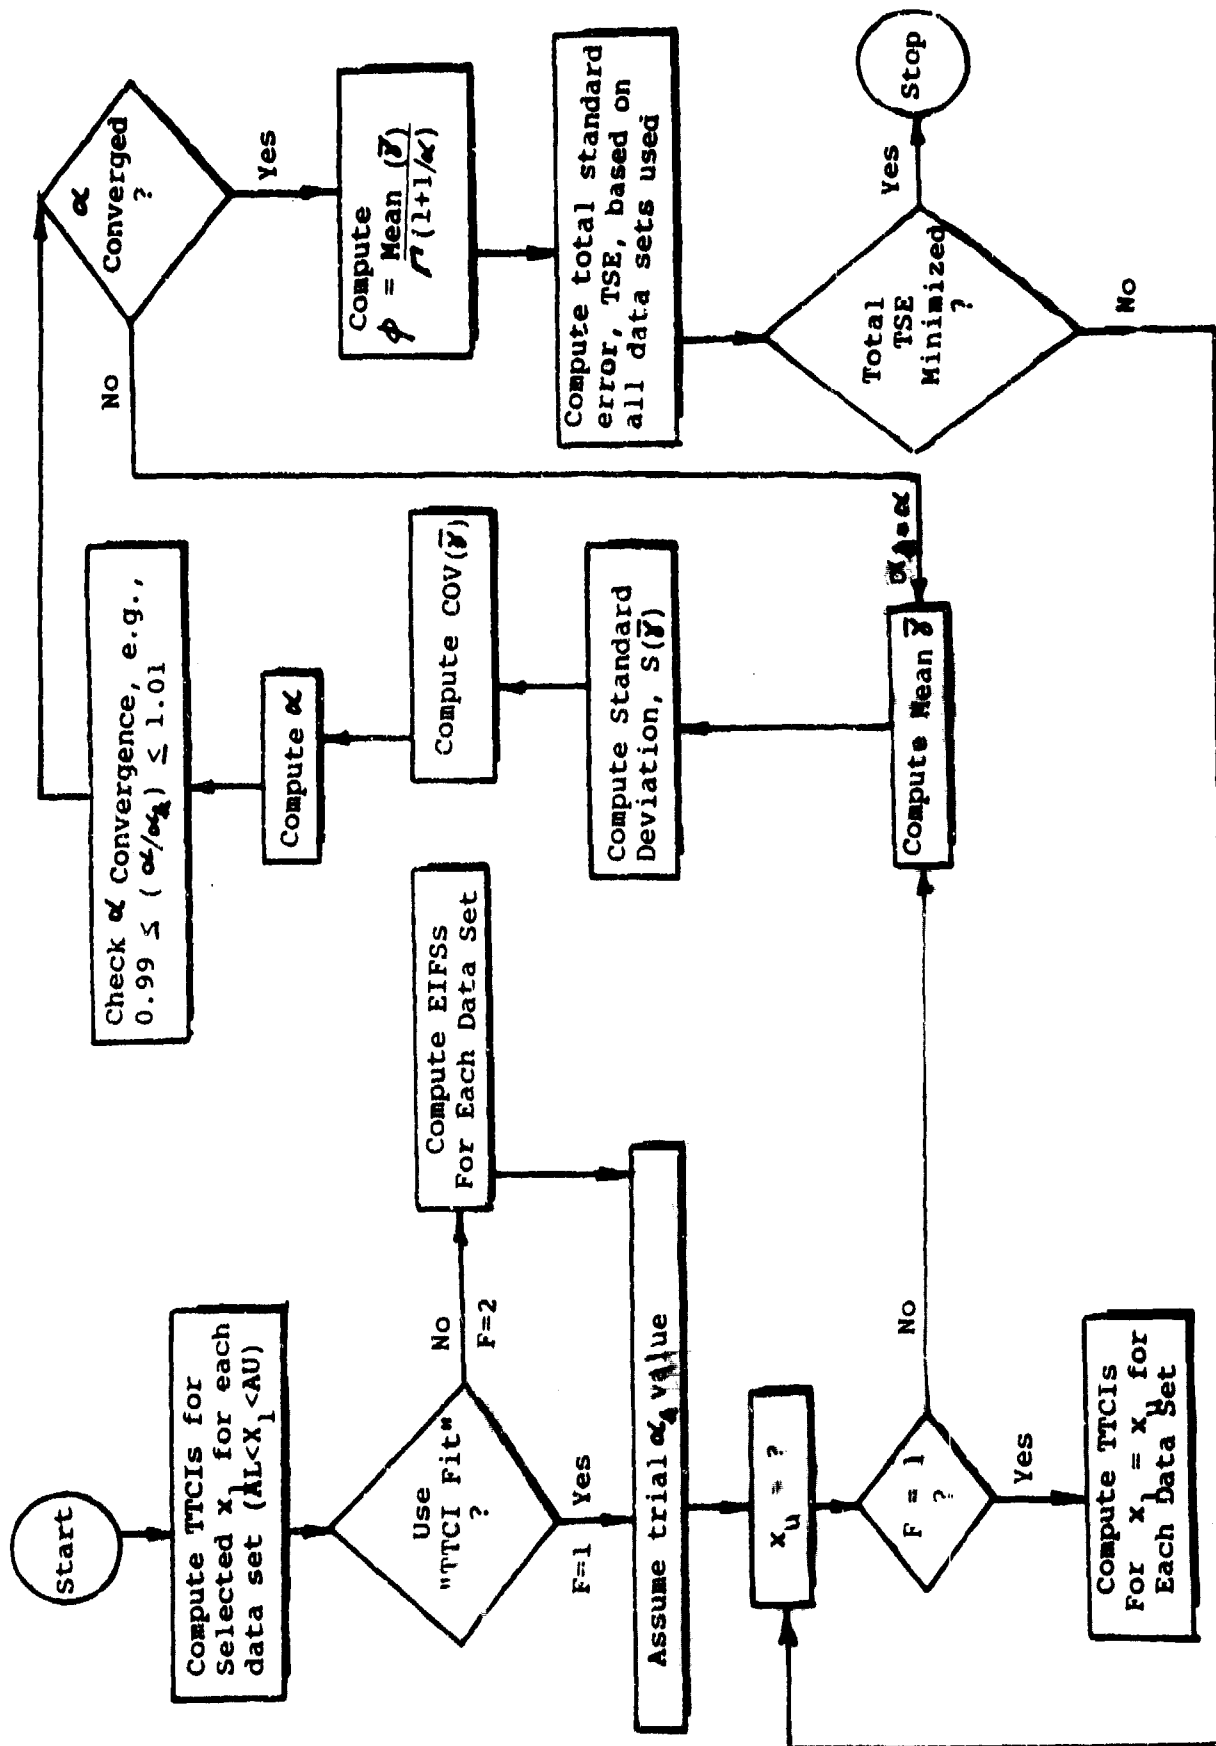 Start
Compute TTCIs for
Selected x₁ for each
data set (AL<X₁<AU)
Use
"TTCI Fit"
?
No
F=2
F=1 Yes
Compute EIFSs
For Each Data Set
Assume trial α value
x_u = ?
F = 1
?
No
Yes
Compute TTCIs
For x₁ = x_u for
Each Data Set
Compute Mean γ̄
Compute Standard
Deviation, S(γ̄)
Compute COV(γ̄)
Compute α
Check α Convergence, e.g.,
0.99 ≤ (α/α) ≤ 1.01
α
Converged
?
No
= α
Yes
Compute
φ = Mean (γ̄)
Γ(1+1/α)
Compute total standard
error, TSE, based on
all data sets used
Total
TSE
Minimized
?
Yes
Stop
No